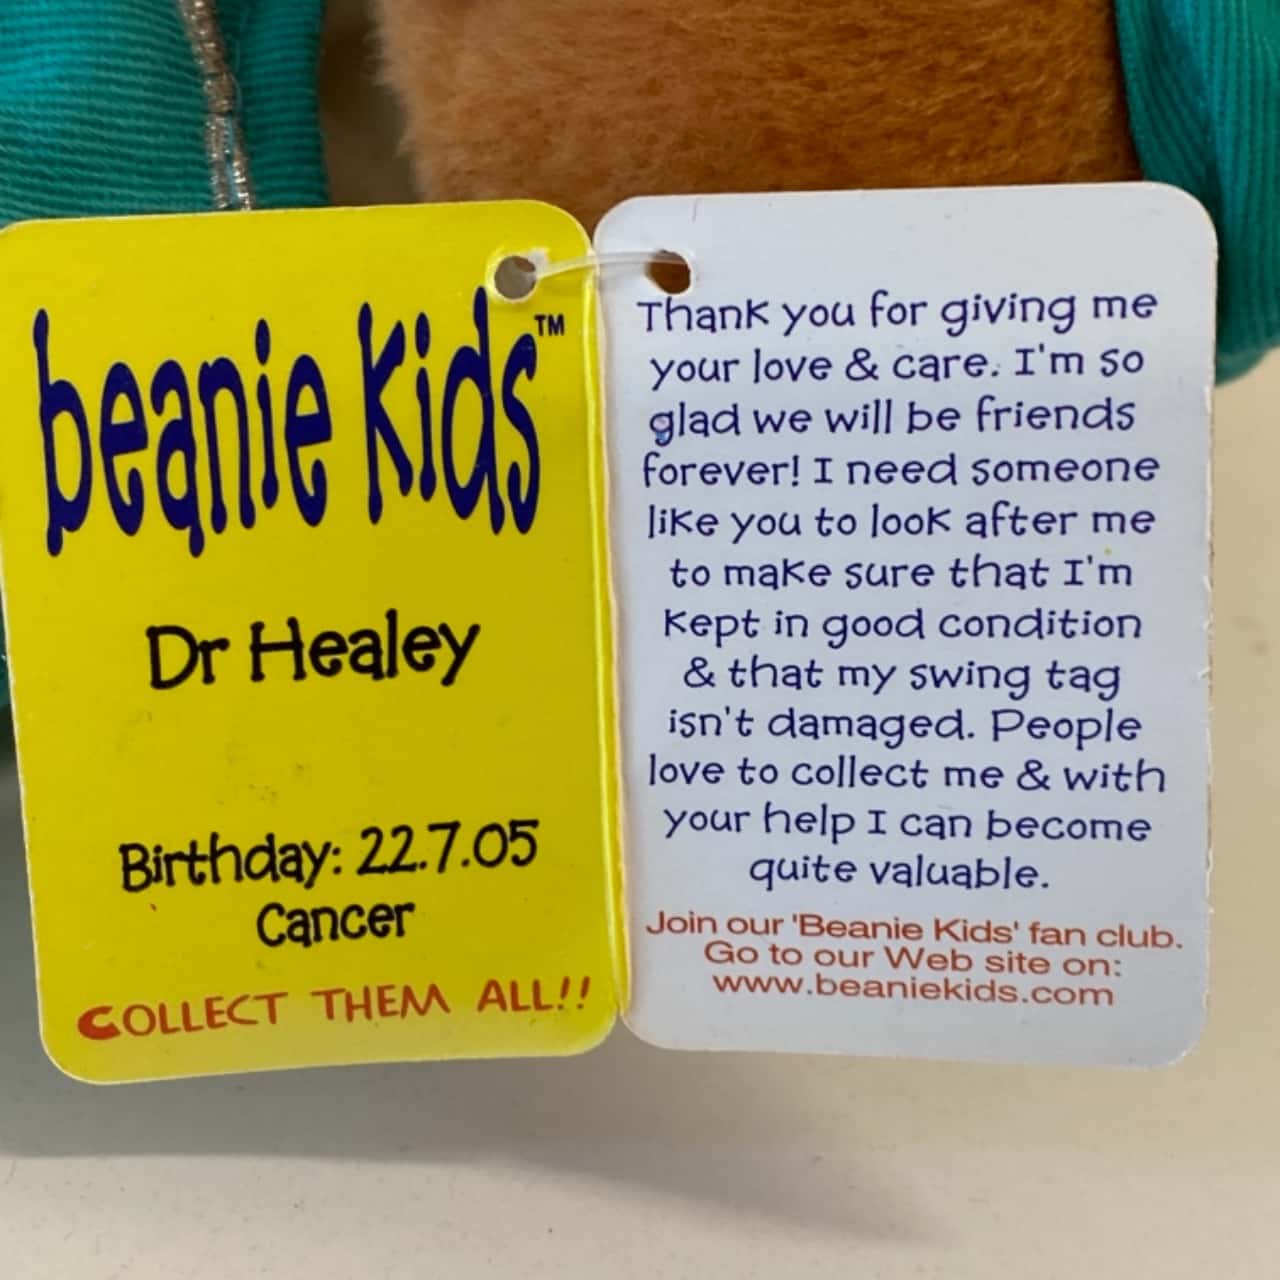 beanie kids™
Dr Healey
Birthday: 22.7.05
Cancer
COLLECT THEM ALL!!
Thank you for giving me
your love & care. I'm so
glad we will be friends
forever! I need someone
like you to look after me
to make sure that I'm
kept in good condition
& that my swing tag
isn't damaged. People
love to collect me & with
your help I can become
quite valuable.
Join our 'Beanie Kids' fan club.
Go to our Web site on:
www.beaniekids.com